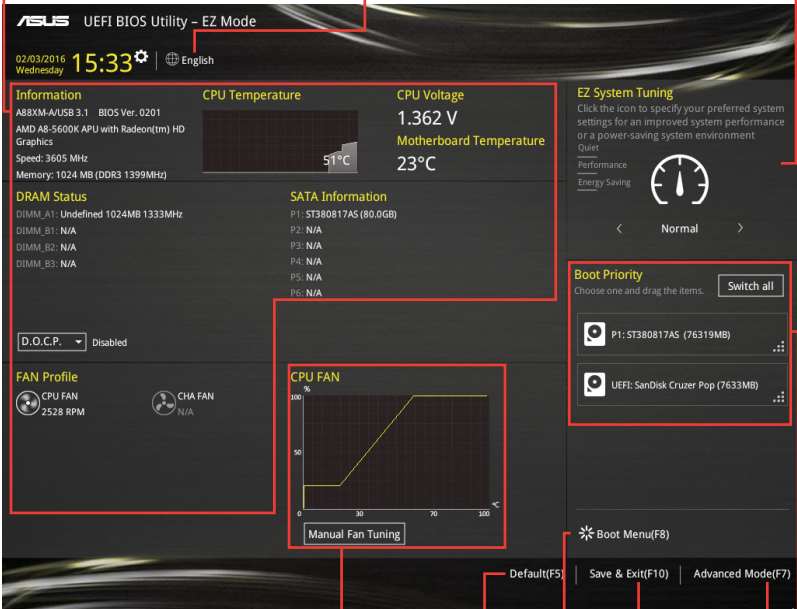 ASUS UEFI BIOS Utility – EZ Mode
02/03/2016
Wednesday
15:33
English
Information
A88XM-A/USB 3.1 BIOS Ver. 0201
AMD A8-5600K APU with Radeon(tm) HD
Graphics
Speed: 3605 MHz
Memory: 1024 MB (DDR3 1399MHz)
CPU Temperature
51°C
CPU Voltage
1.362 V
Motherboard Temperature
23°C
EZ System Tuning
Click the icon to specify your preferred system
settings for an improved system performance
or a power-saving system environment
Quiet
Performance
Energy Saving
< Normal >
DRAM Status
DIMM_A1: Undefined 1024MB 1333MHz
DIMM_B1: N/A
DIMM_B2: N/A
DIMM_B3: N/A
D.O.C.P. Disabled
SATA Information
P1: ST380817AS (80.0GB)
P2: N/A
P3: N/A
P4: N/A
P5: N/A
P6: N/A
Boot Priority
Choose one and drag the items.
Switch all
P1: ST380817AS (76319MB)
UEFI: SanDisk Cruzer Pop (7633MB)
FAN Profile
CPU FAN
2528 RPM
CHA FAN
N/A
CPU FAN
%
100
50
0 30 70 100
°C
Manual Fan Tuning
Boot Menu(F8)
Default(F5) Save & Exit(F10) Advanced Mode(F7)